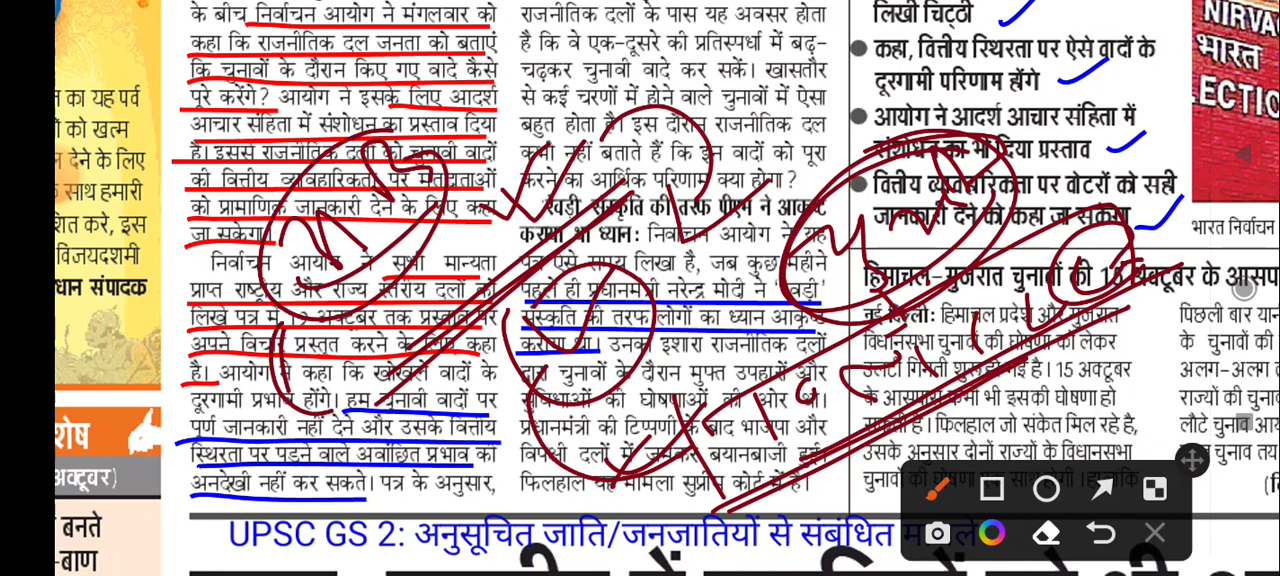 त का यह पर्व
ो को खत्म
देने के लिए
साथ हमारी
शित करे, इस
विजयदशमी
धान संपादक
शेष
अक्टूबर)
बनते
-बाण
के बीच निर्वाचन आयोग ने मंगलवार को
कहा कि राजनीतिक दल जनता को बताएं
कि चुनावों के दौरान किए गए वादे कैसे
पूरे करेंगे? आयोग ने इसके लिए आदर्श
आचार संहिता में संशोधन का प्रस्ताव दिया
है। इससे राजनीतिक दलों को चुनावी वादों
की वित्तीय व्यावहारिकता पर मतदाताओं
को प्रामाणिक जानकारी देने के लिए कहा
जा सकेगा।
निर्वाचन आयोग ने सभी मान्यता
प्राप्त राष्ट्रीय और राज्य स्तरीय दलों को
लिखे पत्र में 19 अक्टूबर तक प्रस्ताव पर
अपने विचार प्रस्तुत करने के लिए कहा
है। आयोग ने कहा कि खोखले वादों के
दूरगामी प्रभाव होंगे। हम चुनावी वादों पर
पूर्ण जानकारी नहीं देने और उसके वित्तीय
स्थिरता पर पड़ने वाले अवांछित प्रभाव की
अनदेखी नहीं कर सकते। पत्र के अनुसार,
राजनीतिक दलों के पास यह अवसर होता
है कि वे एक-दूसरे की प्रतिस्पर्धा में बढ़-
चढ़कर चुनावी वादे कर सकें। खासतौर
से कई चरणों में होने वाले चुनावों में ऐसा
बहुत होता है। इस दौरान राजनीतिक दल
कभी नहीं बताते हैं कि इन वादों को पूरा
करने का आर्थिक परिणाम क्या होगा?
रेवड़ी संस्कृति की तरफ पीएम ने आकृष्ट
कराया था ध्यान: निर्वाचन आयोग ने यह
पत्र ऐसे समय लिखा है, जब कुछ महीने
पहले ही प्रधानमंत्री नरेन्द्र मोदी ने 'रेवड़ी'
संस्कृति की तरफ लोगों का ध्यान आकृष्ट
कराया था। उनका इशारा राजनीतिक दलों
द्वारा चुनावों के दौरान मुफ्त उपहारों और
सुविधाओं की घोषणाओं की ओर था।
प्रधानमंत्री की टिप्पणी के बाद भाजपा और
विपक्षी दलों में जमकर बयानबाजी हुई
फिलहाल यह मामला सुप्रीम कोर्ट में है।
लिखी चिट्ठी
● कहा, वित्तीय स्थिरता पर ऐसे वादों के
दूरगामी परिणाम होंगे
● आयोग ने आदर्श आचार संहिता में
संशोधन का भी दिया प्रस्ताव
● वित्तीय व्यावहारिकता पर वोटरों को सही
जानकारी देने को कहा जा सकेगा
NIRVA
भारत
ECTIO
भारत निर्वाचन
हिमाचल-गुजरात चुनावों की 15 अक्टूबर के आसप
नई दिल्ली: हिमाचल प्रदेश और गुजरात
विधानसभा चुनाव की घोषणा को लेकर
उलटी गिनती शुरू हो गई है। 15 अक्टूबर
के आसपास कभी भी इसकी घोषणा हो
सकती है। फिलहाल जो संकेत मिल रहे है,
उसके अनुसार दोनों राज्यों के विधानसभा
चुनावों की घोषणा एक साथ होगी।
पिछली बार यान
के चुनावों की
अलग-अलग
राज्यों की चुना
लौटे चुनाव आय
चुनाव तय
UPSC GS 2: अनुसूचित जाति/जनजातियों से संबंधित मामले